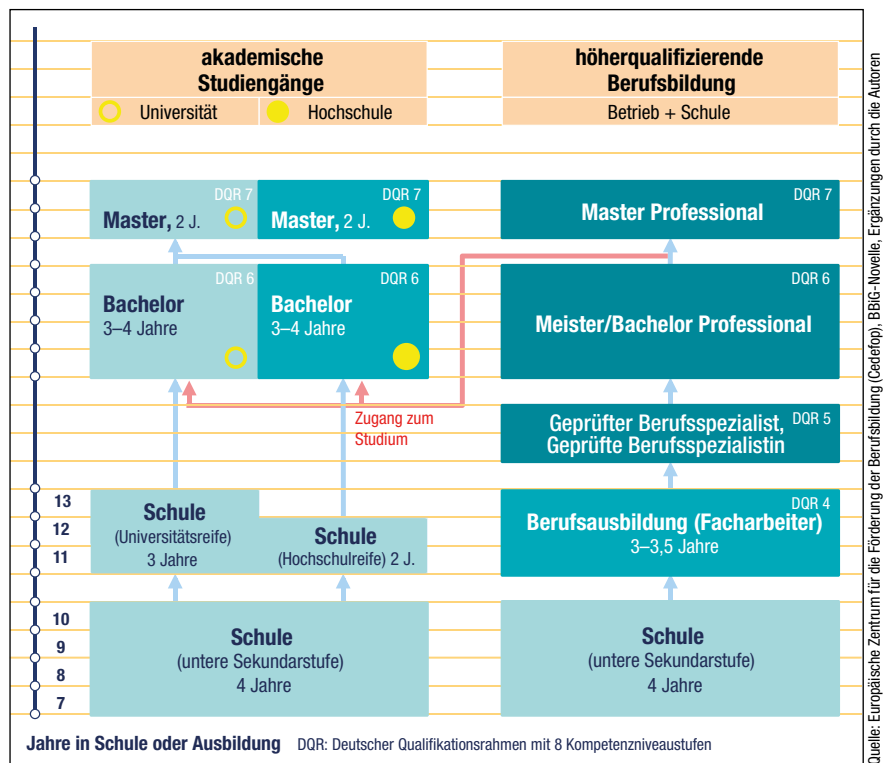 akademische
Studiengänge
Universität
Hochschule
höherqualifizierende
Berufsbildung
Betrieb + Schule
DQR 7
Master, 2 J.
DQR 7
Master, 2 J.
DQR 7
Master Professional
DQR 6
Bachelor
3–4 Jahre
DQR 6
Bachelor
3–4 Jahre
DQR 6
Meister/Bachelor Professional
Zugang zum
Studium
Geprüfter Berufsspezialist,
DQR 5
Geprüfte Berufsspezialistin
13
12
11
Schule
(Universitätsreife)
3 Jahre
Schule
(Hochschulreife) 2 J.
DQR 4
Berufsausbildung (Facharbeiter)
3–3,5 Jahre
10
9
8
7
Schule
(untere Sekundarstufe)
4 Jahre
Schule
(untere Sekundarstufe)
4 Jahre
Jahre in Schule oder Ausbildung
DQR: Deutscher Qualifikationsrahmen mit 8 Kompetenzniveaustufen
Quelle: Europäische Zentrum für die Förderung der Berufsbildung (Cedefop), BBiG-Novelle, Ergänzungen durch die Autoren